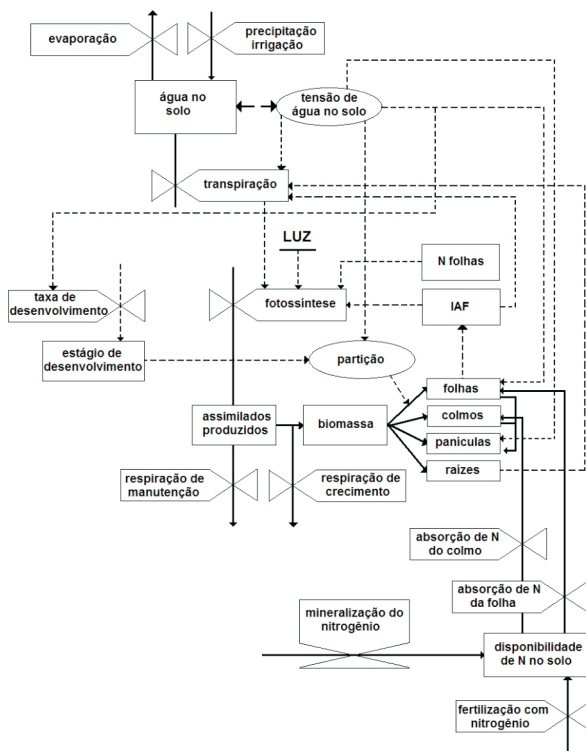 evaporação
precipitação
irrigação
água no
solo
tensão de
água no solo
transpiração
LUZ
N folhas
taxa de
desenvolvimento
fotossíntese
IAF
estágio de
desenvolvimento
partição
folhas
colmos
panículas
raízes
assimilados
produzidos
biomassa
respiração de
manutenção
respiração de
crecimento
absorção de N
do colmo
absorção de N
da folha
mineralização do
nitrogênio
disponibilidade
de N no solo
fertilização com
nitrogênio